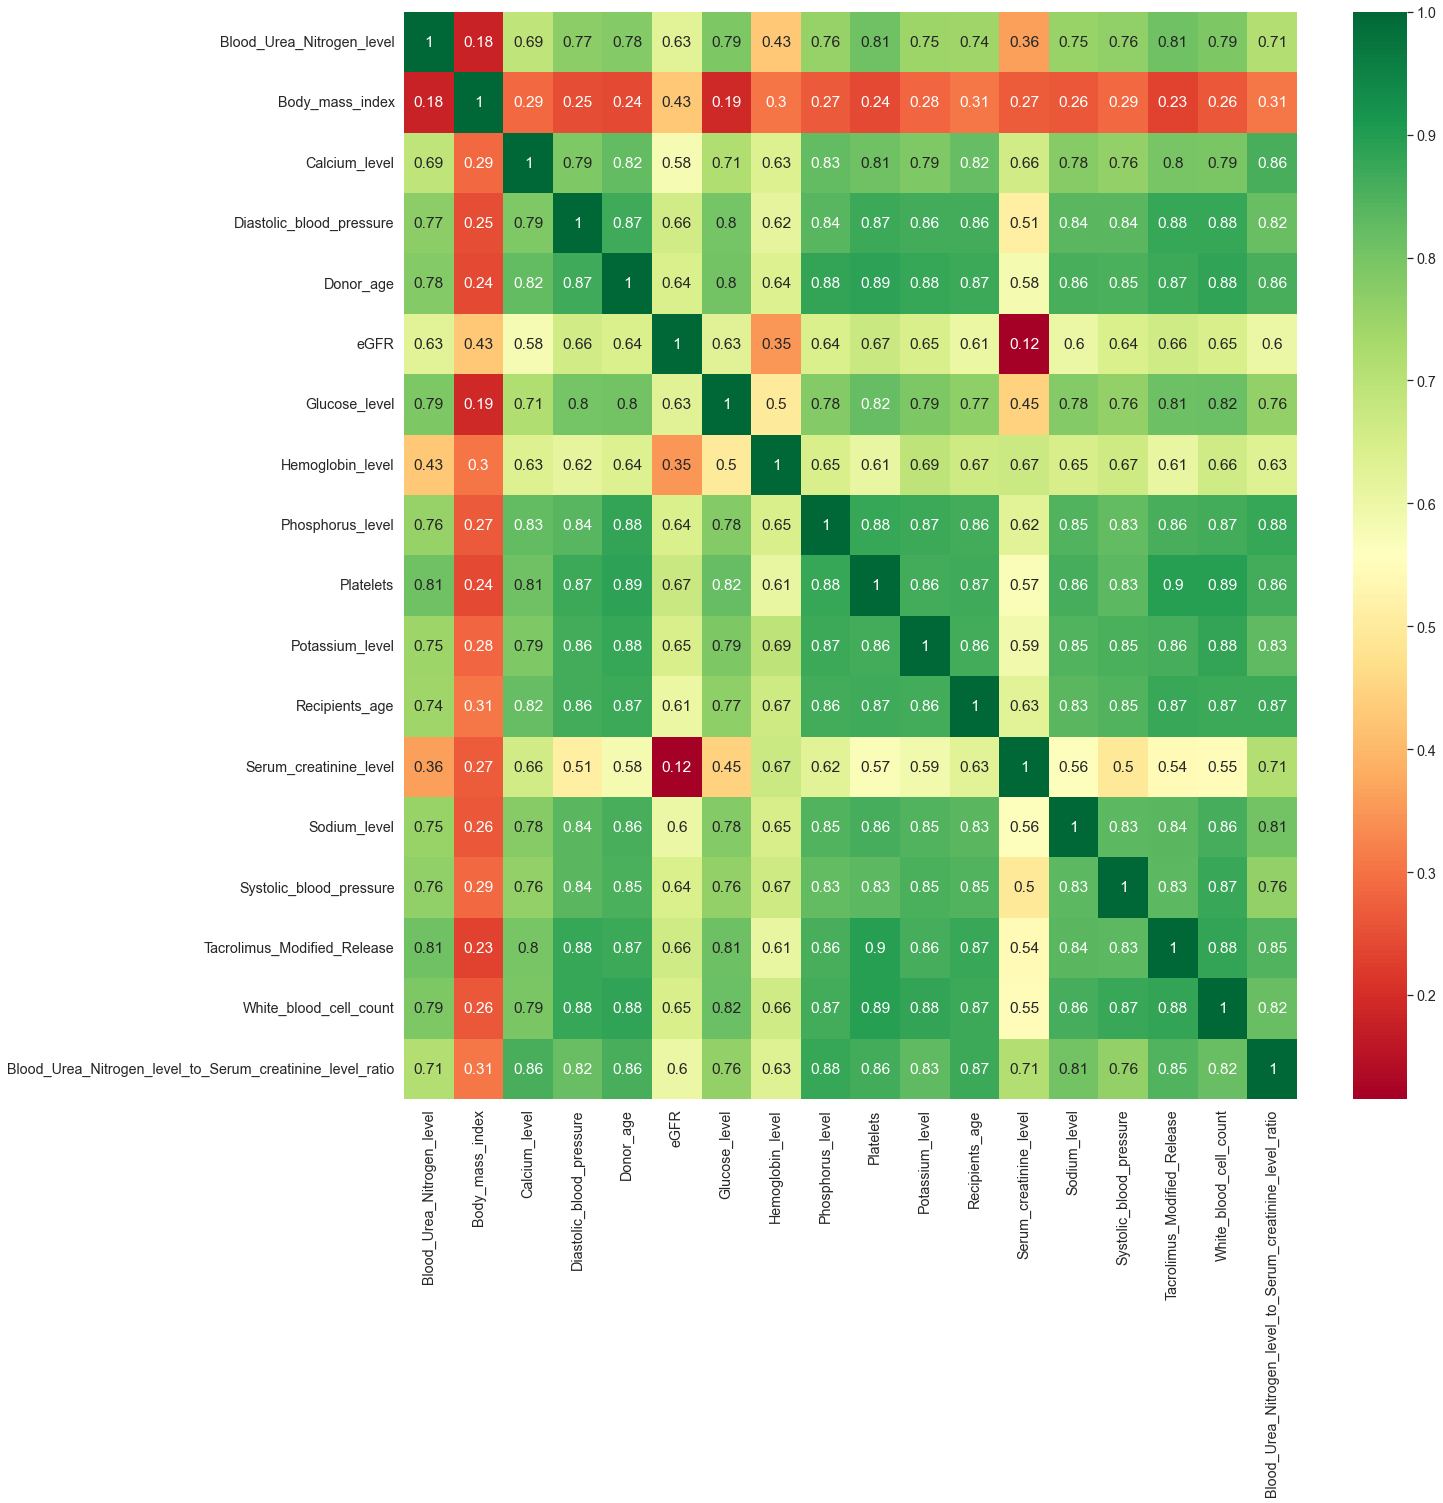 Blood_Urea_Nitrogen_level 1 0.18 0.69 0.77 0.78 0.63 0.79 0.43 0.76 0.81 0.75 0.74 0.36 0.75 0.76 0.81 0.79 0.71
Body_mass_index 0.18 1 0.29 0.25 0.24 0.43 0.19 0.3 0.27 0.24 0.28 0.31 0.27 0.26 0.29 0.23 0.26 0.31
Calcium_level 0.69 0.29 1 0.79 0.82 0.58 0.71 0.63 0.83 0.81 0.79 0.82 0.66 0.78 0.76 0.8 0.79 0.86
Diastolic_blood_pressure 0.77 0.25 0.79 1 0.87 0.66 0.8 0.62 0.84 0.87 0.86 0.86 0.51 0.84 0.84 0.88 0.88 0.82
Donor_age 0.78 0.24 0.82 0.87 1 0.64 0.8 0.64 0.88 0.89 0.88 0.87 0.58 0.86 0.85 0.87 0.88 0.86
eGFR 0.63 0.43 0.58 0.66 0.64 1 0.63 0.35 0.64 0.67 0.65 0.61 0.12 0.6 0.64 0.66 0.65 0.6
Glucose_level 0.79 0.19 0.71 0.8 0.8 0.63 1 0.5 0.78 0.82 0.79 0.77 0.45 0.78 0.76 0.81 0.82 0.76
Hemoglobin_level 0.43 0.3 0.63 0.62 0.64 0.35 0.5 1 0.65 0.61 0.69 0.67 0.67 0.65 0.67 0.61 0.66 0.63
Phosphorus_level 0.76 0.27 0.83 0.84 0.88 0.64 0.78 0.65 1 0.88 0.87 0.86 0.62 0.85 0.83 0.86 0.87 0.88
Platelets 0.81 0.24 0.81 0.87 0.89 0.67 0.82 0.61 0.88 1 0.86 0.87 0.57 0.86 0.83 0.9 0.89 0.86
Potassium_level 0.75 0.28 0.79 0.86 0.88 0.65 0.79 0.69 0.87 0.86 1 0.86 0.59 0.85 0.85 0.86 0.88 0.83
Recipients_age 0.74 0.31 0.82 0.86 0.87 0.61 0.77 0.67 0.86 0.87 0.86 1 0.63 0.83 0.85 0.87 0.87 0.87
Serum_creatinine_level 0.36 0.27 0.66 0.51 0.58 0.12 0.45 0.67 0.62 0.57 0.59 0.63 1 0.56 0.5 0.54 0.55 0.71
Sodium_level 0.75 0.26 0.78 0.84 0.86 0.6 0.78 0.65 0.85 0.86 0.85 0.83 0.56 1 0.83 0.84 0.86 0.81
Systolic_blood_pressure 0.76 0.29 0.76 0.84 0.85 0.64 0.76 0.67 0.83 0.83 0.85 0.85 0.5 0.83 1 0.83 0.87 0.76
Tacrolimus_Modified_Release 0.81 0.23 0.8 0.88 0.87 0.66 0.81 0.61 0.86 0.9 0.86 0.87 0.54 0.84 0.83 1 0.88 0.85
White_blood_cell_count 0.79 0.26 0.79 0.88 0.88 0.65 0.82 0.66 0.87 0.89 0.88 0.87 0.55 0.86 0.87 0.88 1 0.82
Blood_Urea_Nitrogen_level_to_Serum_creatinine_level_ratio 0.71 0.31 0.86 0.82 0.86 0.6 0.76 0.63 0.88 0.86 0.83 0.87 0.71 0.81 0.76 0.85 0.82 1
Blood_Urea_Nitrogen_level
Body_mass_index
Calcium_level
Diastolic_blood_pressure
Donor_age
eGFR
Glucose_level
Hemoglobin_level
Phosphorus_level
Platelets
Potassium_level
Recipients_age
Serum_creatinine_level
Sodium_level
Systolic_blood_pressure
Tacrolimus_Modified_Release
White_blood_cell_count
Blood_Urea_Nitrogen_level_to_Serum_creatinine_level_ratio
1.0
0.9
0.8
0.7
0.6
0.5
0.4
0.3
0.2